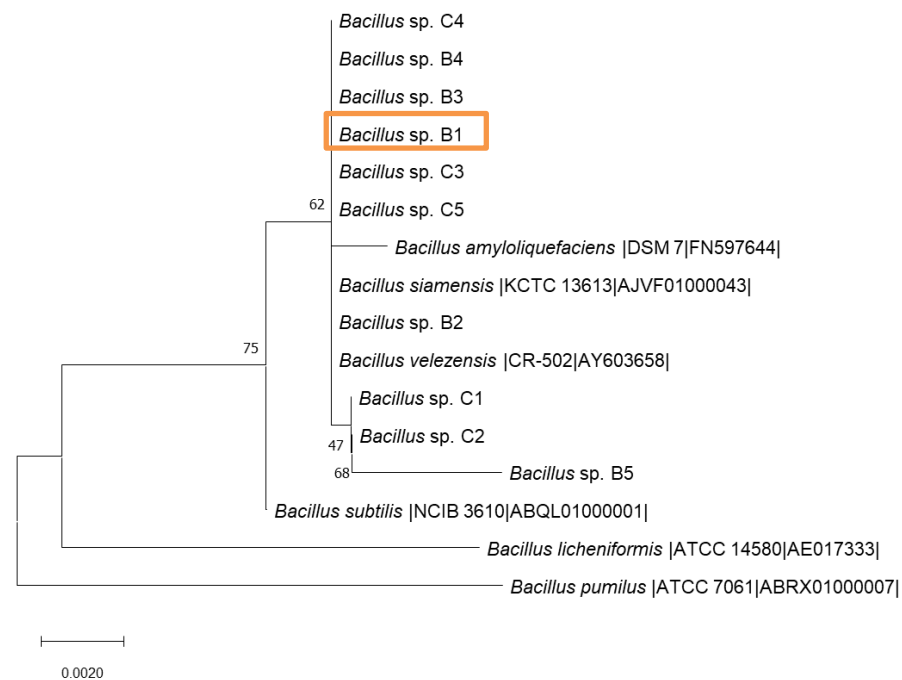 Bacillus sp. C4
Bacillus sp. B4
Bacillus sp. B3
Bacillus sp. B1
Bacillus sp. C3
62
Bacillus sp. C5
Bacillus amyloliquefaciens |DSM 7|FN597644|
Bacillus siamensis |KCTC 13613|AJVF01000043|
Bacillus sp. B2
75
Bacillus velezensis |CR-502|AY603658|
Bacillus sp. C1
47
Bacillus sp. C2
68
Bacillus sp. B5
Bacillus subtilis |NCIB 3610|ABQL01000001|
Bacillus licheniformis |ATCC 14580|AE017333|
Bacillus pumilus |ATCC 7061|ABRX01000007|
0.0020